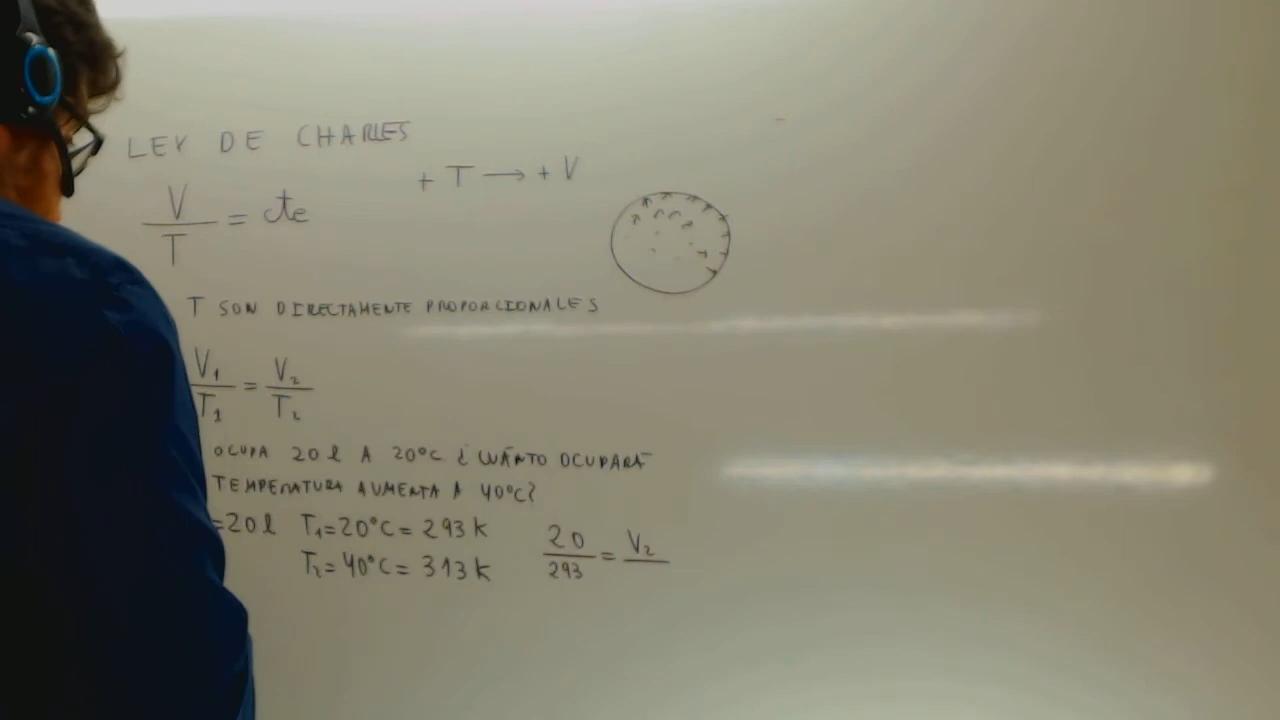 LEY DE CHARLES
+ T → + V
V/T = cte
T SON DIRECTAMENTE PROPORCIONALES
V₁/T₁ = V₂/T₂
OCUPA 20 l A 20°C ¿CUÁNTO OCUPARÁ
TEMPERATURA AUMENTA A 40°C?
=20 l T₁=20°C = 293 K
T₂=40°C = 313 K
20/293 = V₂/